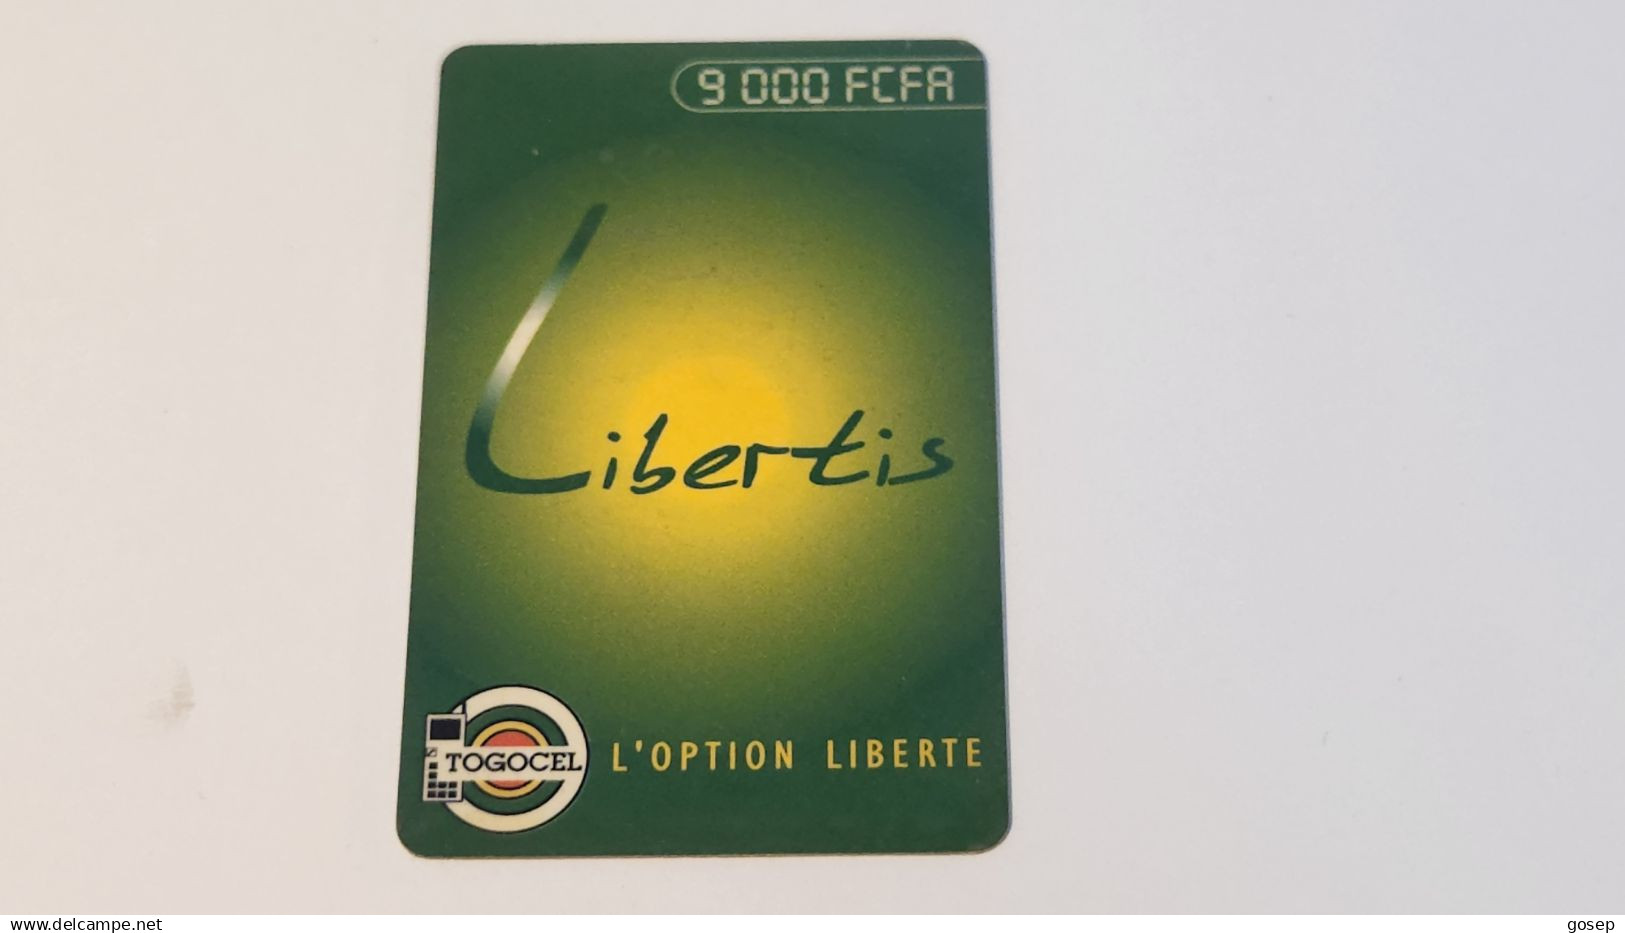 9 000 FCFA
Libertis
TOGOCEL
L'OPTION LIBERTE
www.delcampe.net
gosep